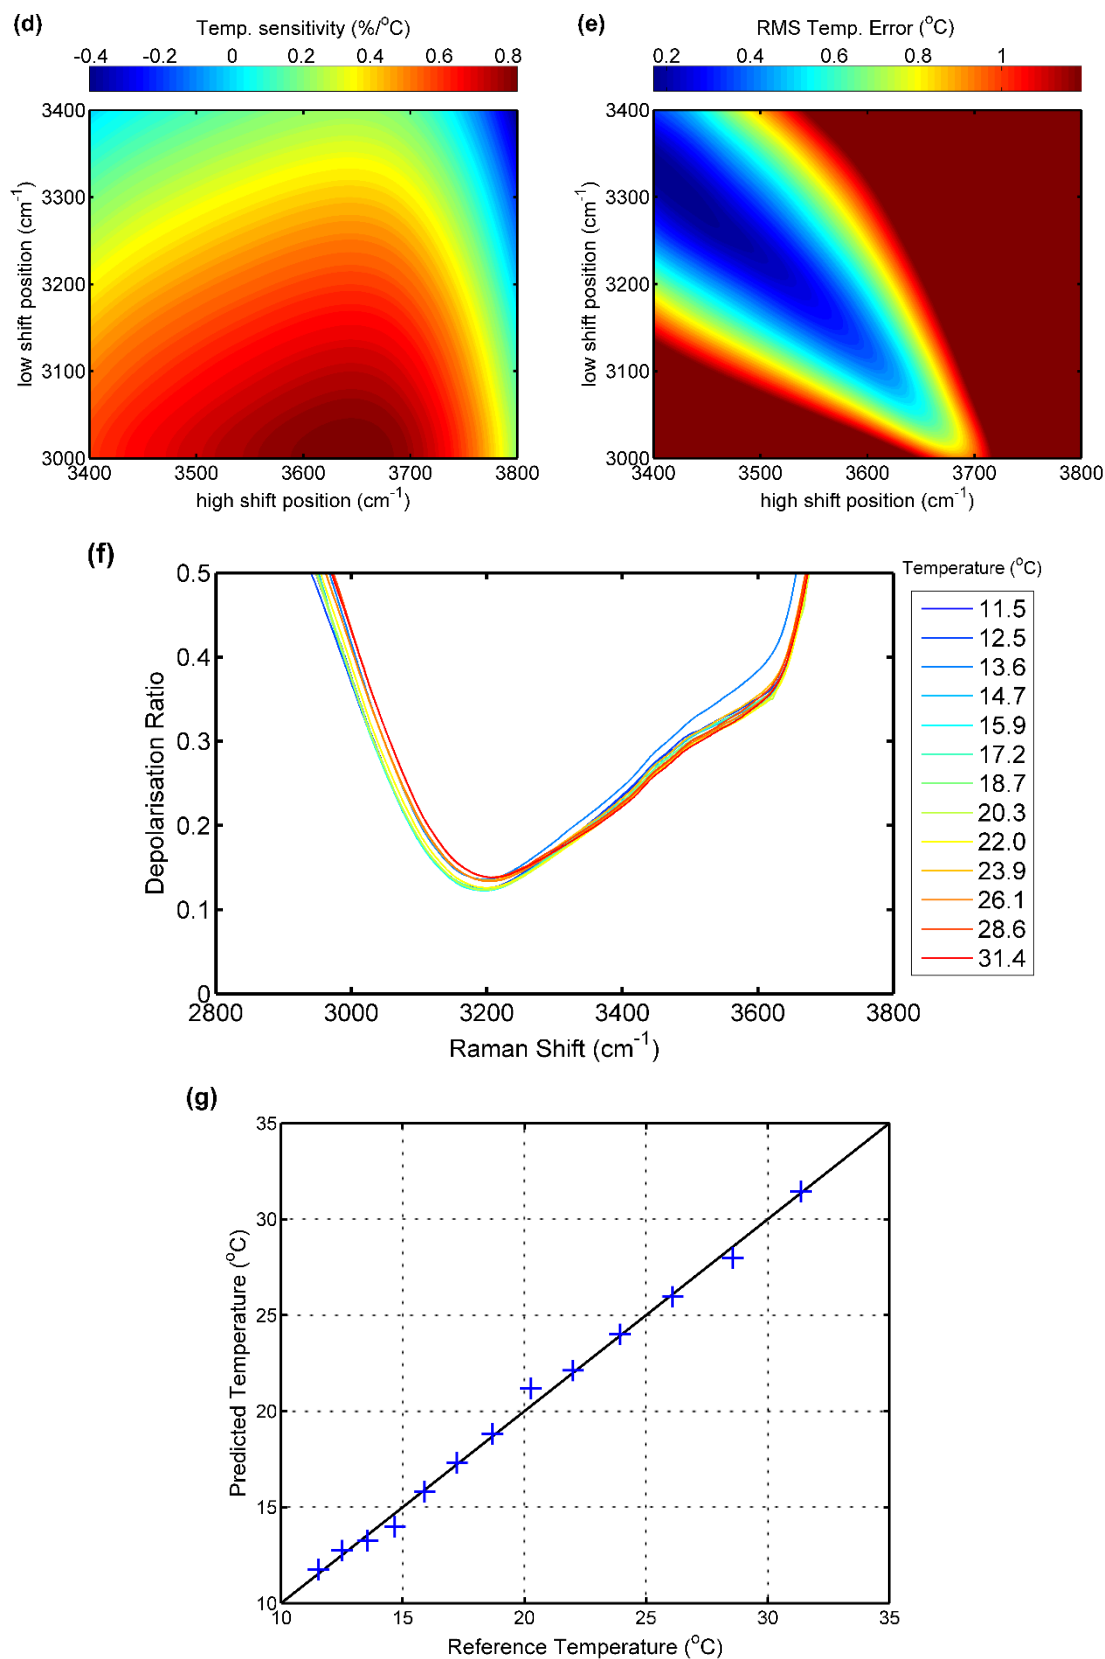 (d)
Temp. sensitivity (%/°C)
-0.4 -0.2 0 0.2 0.4 0.6 0.8
3400
3300
3200
3100
3000
low shift position (cm⁻¹)
3400 3500 3600 3700 3800
high shift position (cm⁻¹)
(e)
RMS Temp. Error (°C)
0.2 0.4 0.6 0.8 1
3400
3300
3200
3100
3000
low shift position (cm⁻¹)
3400 3500 3600 3700 3800
high shift position (cm⁻¹)
(f)
0.5
0.4
0.3
0.2
0.1
0
Depolarisation Ratio
2800 3000 3200 3400 3600 3800
Raman Shift (cm⁻¹)
Temperature (°C)
11.5
12.5
13.6
14.7
15.9
17.2
18.7
20.3
22.0
23.9
26.1
28.6
31.4
(g)
35
30
25
20
15
10
Predicted Temperature (°C)
10 15 20 25 30 35
Reference Temperature (°C)